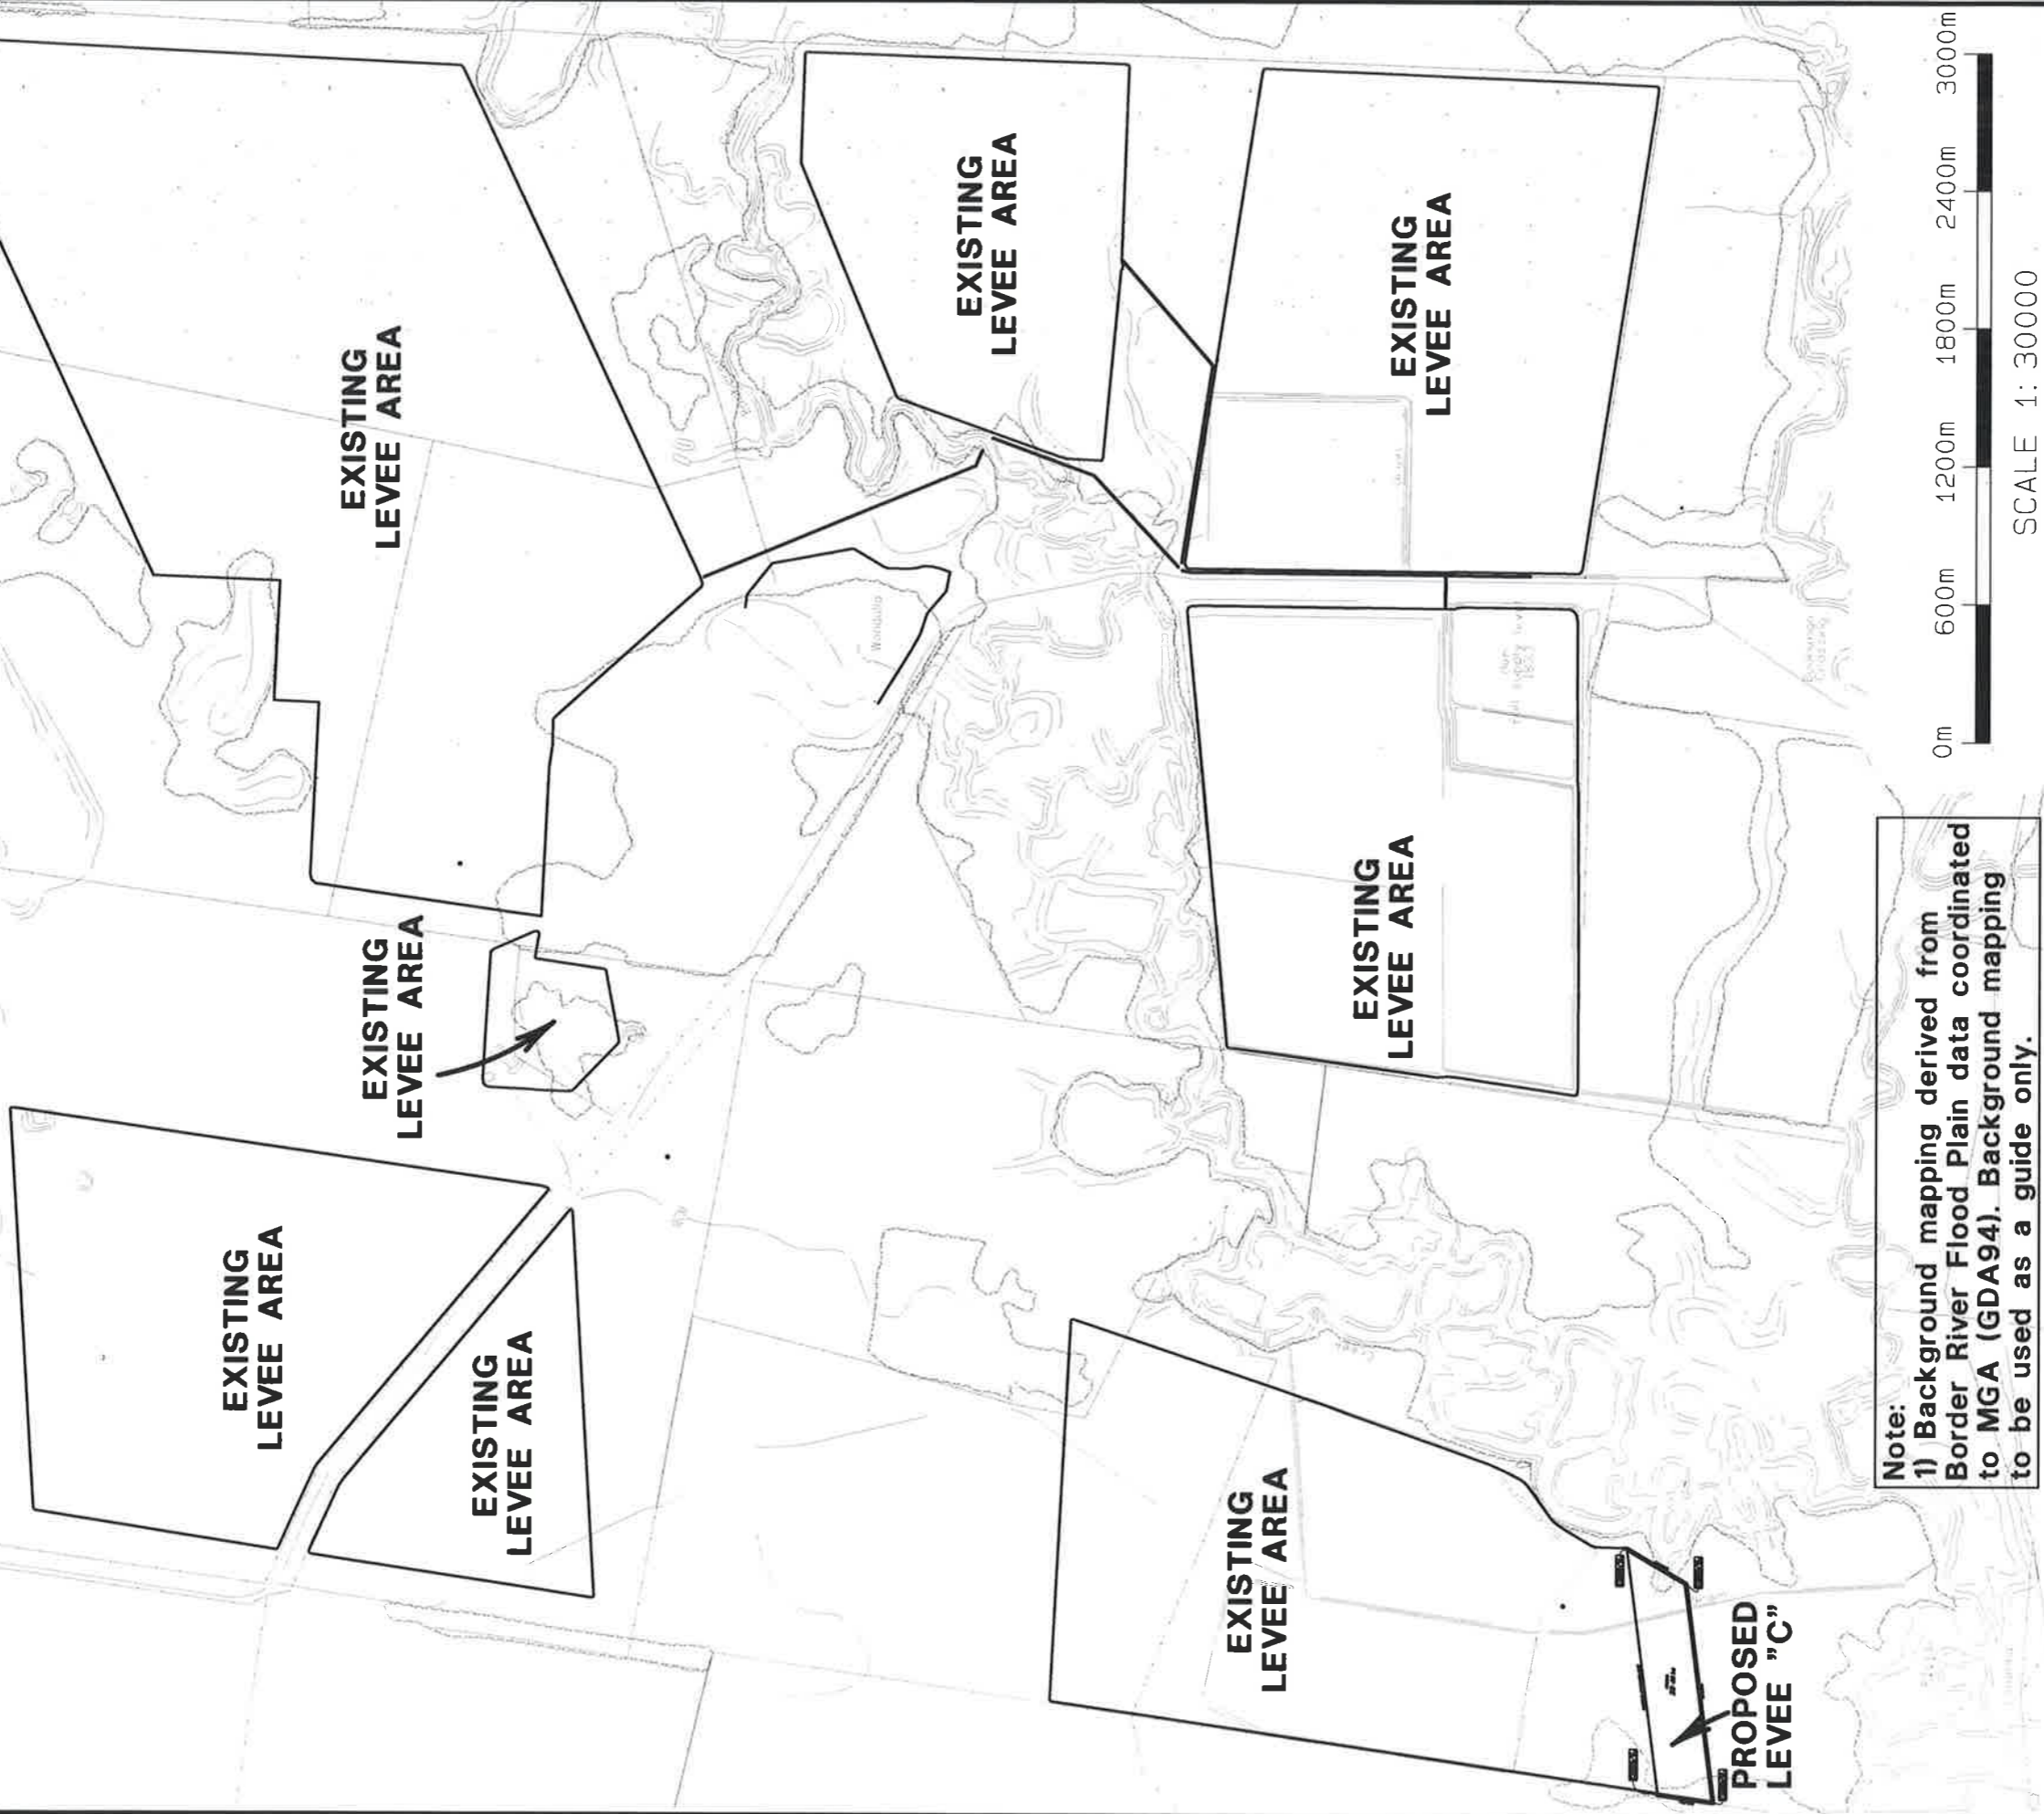 EXISTING
LEVEE AREA
EXISTING
LEVEE AREA
EXISTING
LEVEE AREA
EXISTING
LEVEE AREA
EXISTING
LEVEE AREA
EXISTING
LEVEE AREA
EXISTING
LEVEE AREA
EXISTING
LEVEE AREA
PROPOSED
LEVEE "C"
Note:
1) Background mapping derived from
Border River Flood Plain data coordinated
to MGA (GDA94). Background mapping
to be used as a guide only.
0m 600m 1200m 1800m 2400m 3000m
SCALE 1:30000